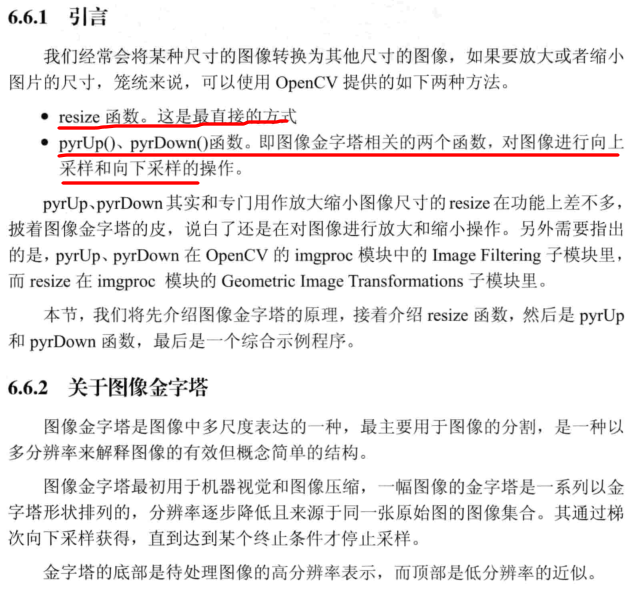 6.6.1 引言
我们经常会将某种尺寸的图像转换为其他尺寸的图像，如果要放大或者缩小
图片的尺寸，笼统来说，可以使用 OpenCV 提供的如下两种方法。
● resize 函数。这是最直接的方式
● pyrUp()、pyrDown()函数。即图像金字塔相关的两个函数，对图像进行向上
采样和向下采样的操作。
pyrUp、pyrDown 其实和专门用作放大缩小图像尺寸的 resize 在功能上差不多，
披着图像金字塔的皮，说白了还是在对图像进行放大和缩小操作。另外需要指出
的是，pyrUp、pyrDown 在 OpenCV 的 imgproc 模块中的 Image Filtering 子模块里，
而 resize 在 imgproc 模块的 Geometric Image Transformations 子模块里。
本节，我们将先介绍图像金字塔的原理，接着介绍 resize 函数，然后是 pyrUp
和 pyrDown 函数，最后是一个综合示例程序。
6.6.2 关于图像金字塔
图像金字塔是图像中多尺度表达的一种，最主要用于图像的分割，是一种以
多分辨率来解释图像的有效但概念简单的结构。
图像金字塔最初用于机器视觉和图像压缩，一幅图像的金字塔是一系列以金
字塔形状排列的，分辨率逐步降低且来源于同一张原始图的图像集合。其通过梯
次向下采样获得，直到达到某个终止条件才停止采样。
金字塔的底部是待处理图像的高分辨率表示，而顶部是低分辨率的近似。